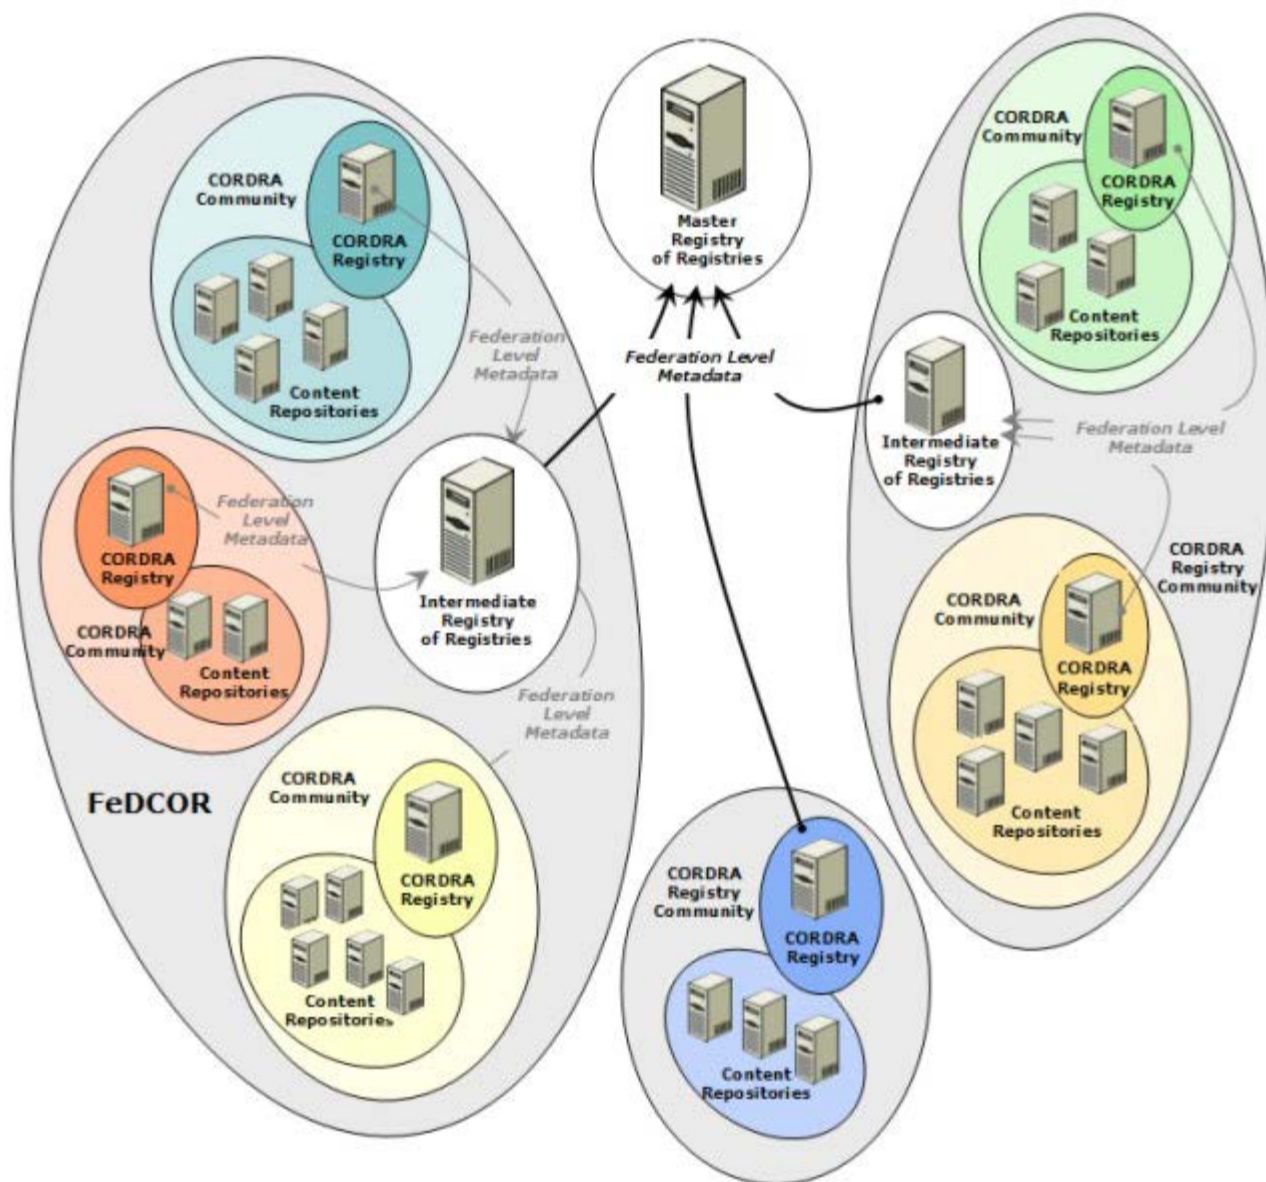 CORDRA
Community
CORDRA
Registry
Content
Repositories
Federation
Level
Metadata
CORDRA
Registry
CORDRA
Community
Content
Repositories
Federation
Level
Metadata
Intermediate
Registry
of Registries
Federation
Level
Metadata
FeDCOR
CORDRA
Community
CORDRA
Registry
Content
Repositories
Master
Registry
of Registries
Federation Level
Metadata
CORDRA
Registry
Community
CORDRA
Registry
Content
Repositories
CORDRA
Community
CORDRA
Registry
Content
Repositories
Intermediate
Registry
of Registries
Federation Level
Metadata
CORDRA
Registry
Community
CORDRA
Community
CORDRA
Registry
Content
Repositories